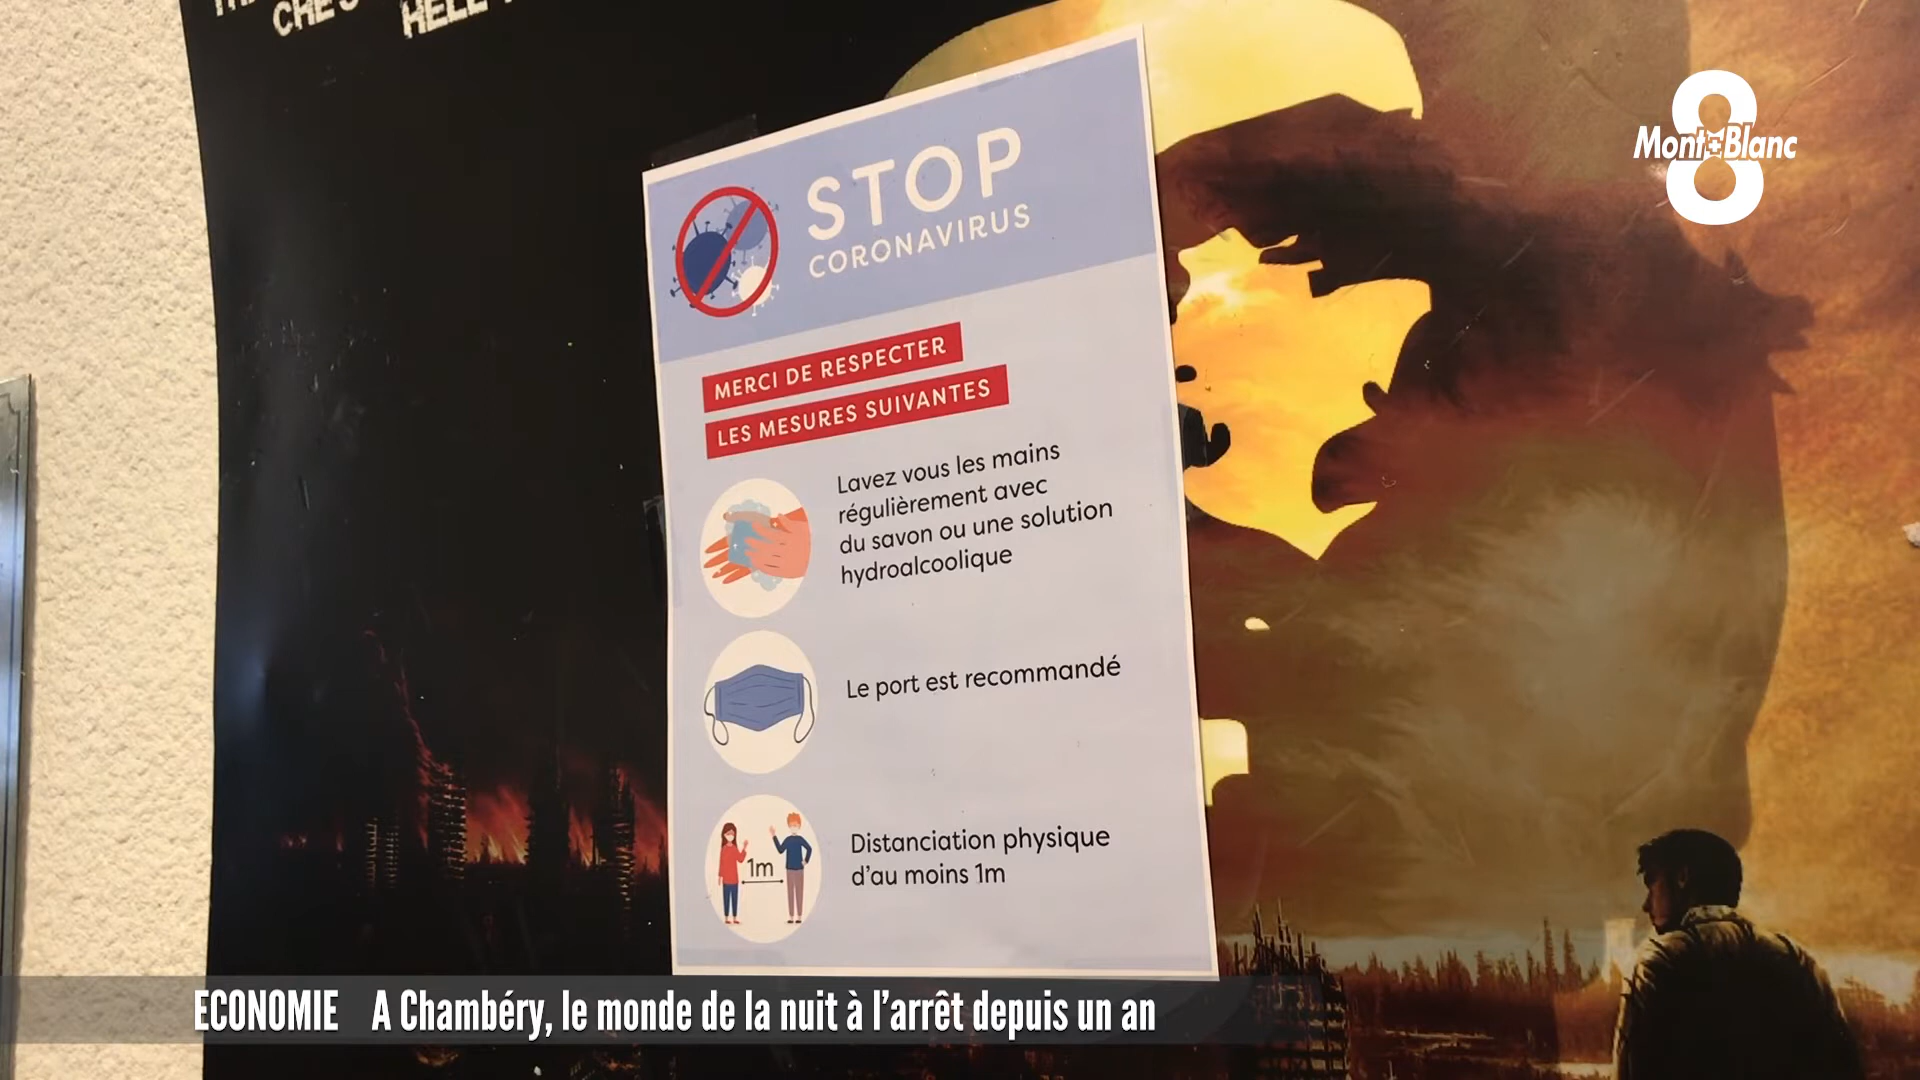 CHE'S
HELL
8
Mont Blanc
STOP
CORONAVIRUS
MERCI DE RESPECTER
LES MESURES SUIVANTES
Lavez vous les mains
régulièrement avec
du savon ou une solution
hydroalcoolique
Le port est recommandé
1m
Distanciation physique
d'au moins 1m
ECONOMIE A Chambéry, le monde de la nuit à l'arrêt depuis un an